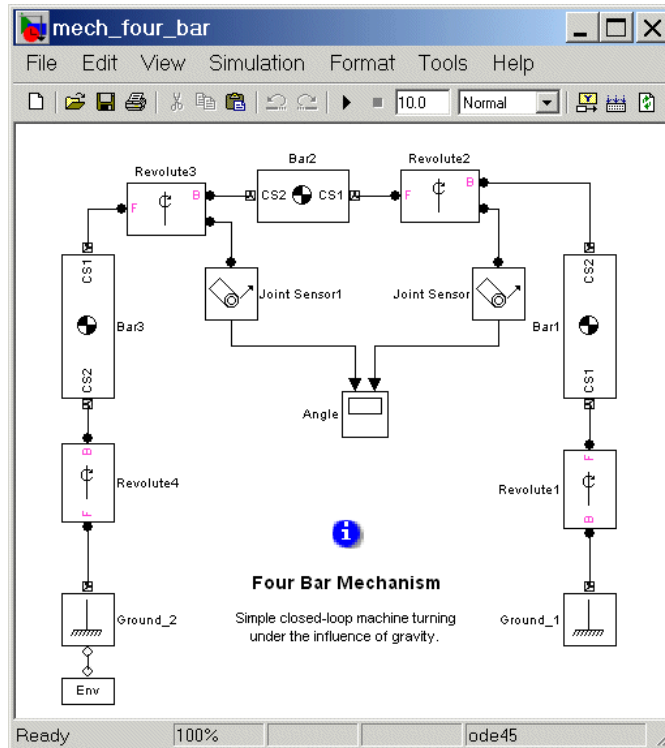 mech_four_bar
File Edit View Simulation Format Tools Help
10.0 Normal
Revolute3
Bar2
Revolute2
F B
CS2 CS1
F B
CS1
CS2
Joint Sensor1
Joint Sensor
Bar3
Bar1
CS2
CS1
Angle
B
F
Revolute4
Revolute1
F
B
i
Four Bar Mechanism
Simple closed-loop machine turning
under the influence of gravity.
Ground_2
Ground_1
Env
Ready 100% ode45